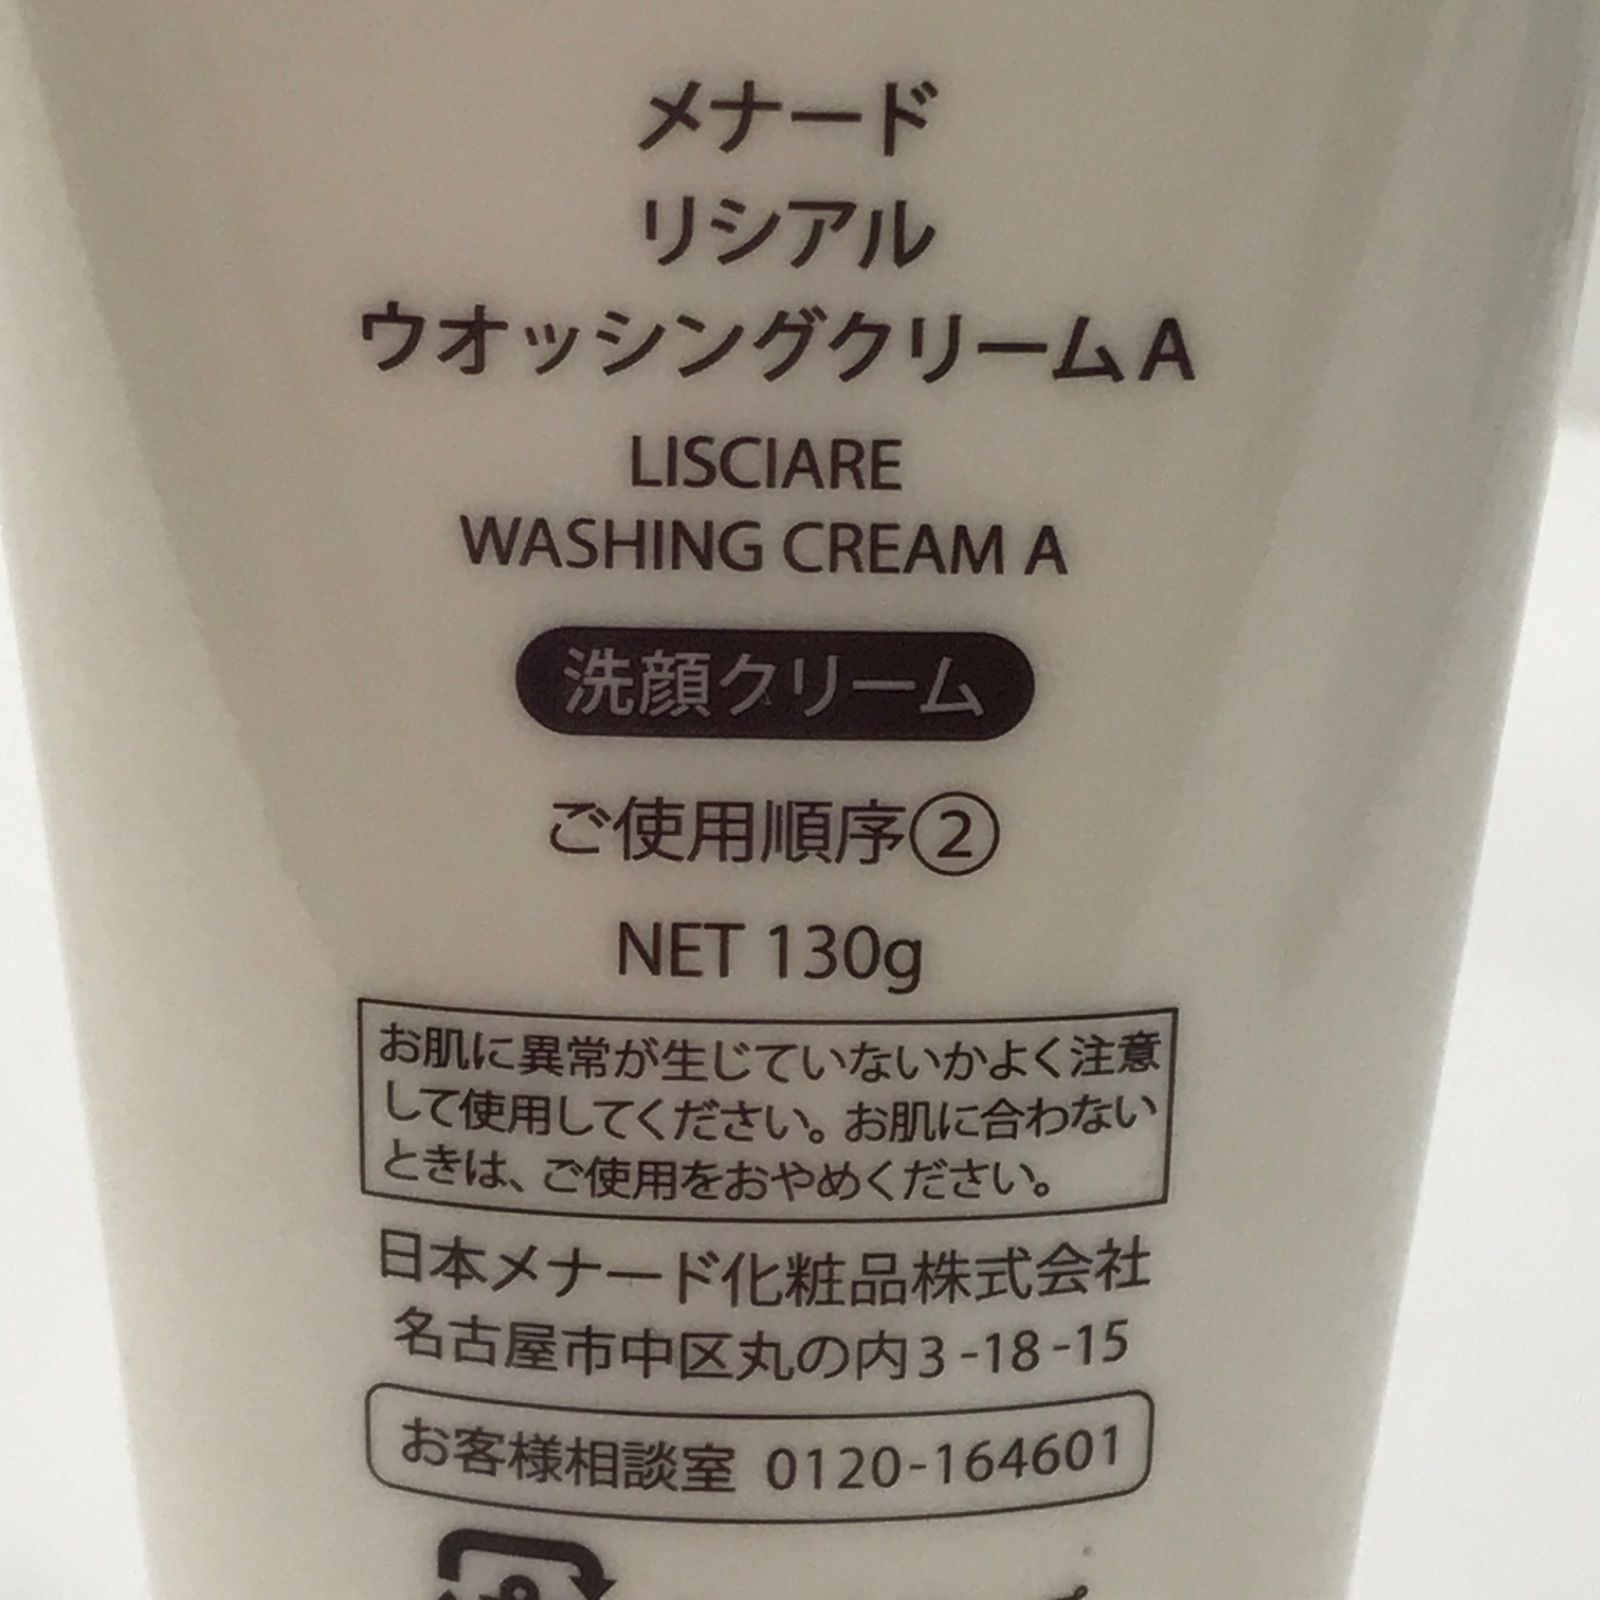 メナード
リシアル
ウオッシングクリームA
LISCIARE
WASHING CREAM A
洗顔クリーム
ご使用順序②
NET 130g
お肌に異常が生じていないかよく注意
して使用してください。お肌に合わない
ときは、ご使用をおやめください。
日本メナード化粧品株式会社
名古屋市中区丸の内3-18-15
お客様相談室 0120-164601